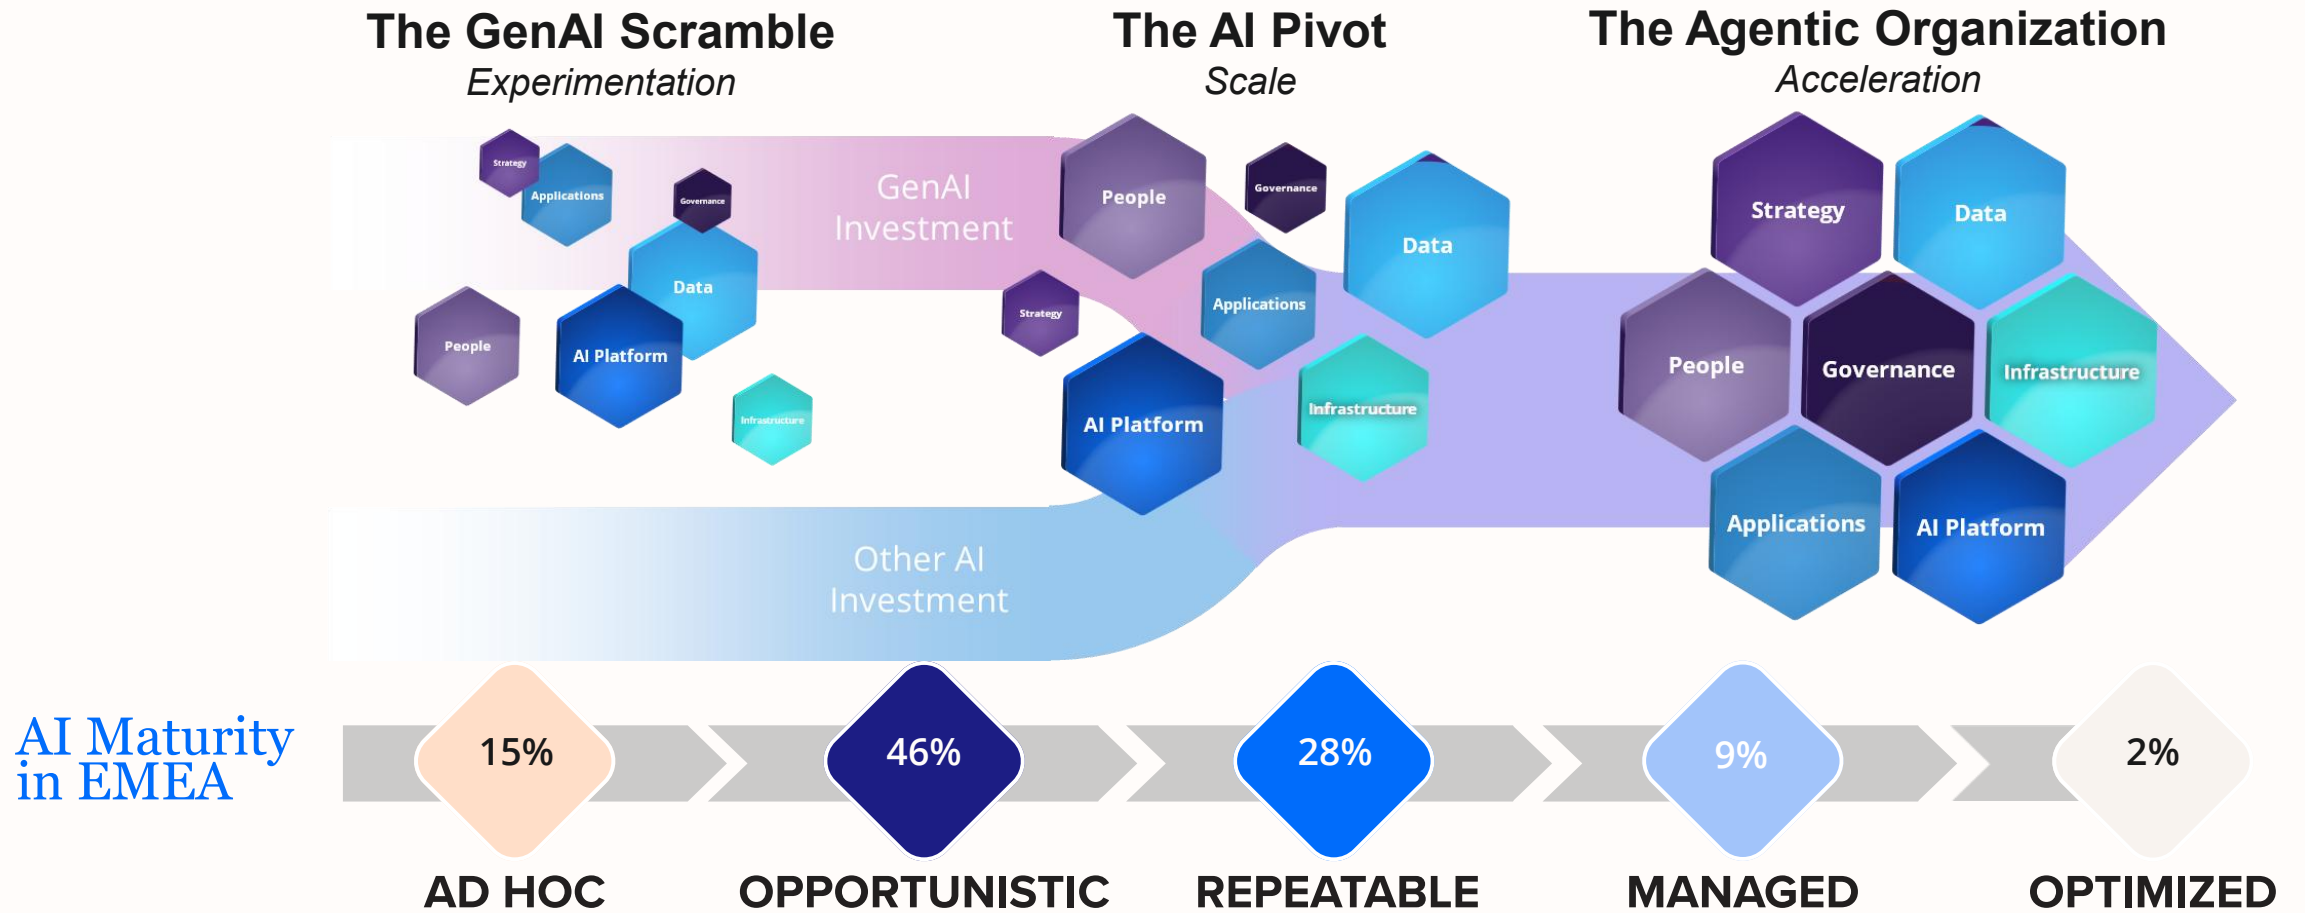 The GenAI Scramble
Experimentation
Strategy
Applications
Governance
Data
People
AI Platform
Infrastructure
GenAI
Investment
Other AI
Investment
The AI Pivot
Scale
People
Governance
Data
Strategy
Applications
AI Platform
Infrastructure
The Agentic Organization
Acceleration
Strategy
Data
People
Governance
Infrastructure
Applications
AI Platform
AI Maturity
in EMEA
15%
46%
28%
9%
2%
AD HOC
OPPORTUNISTIC
REPEATABLE
MANAGED
OPTIMIZED